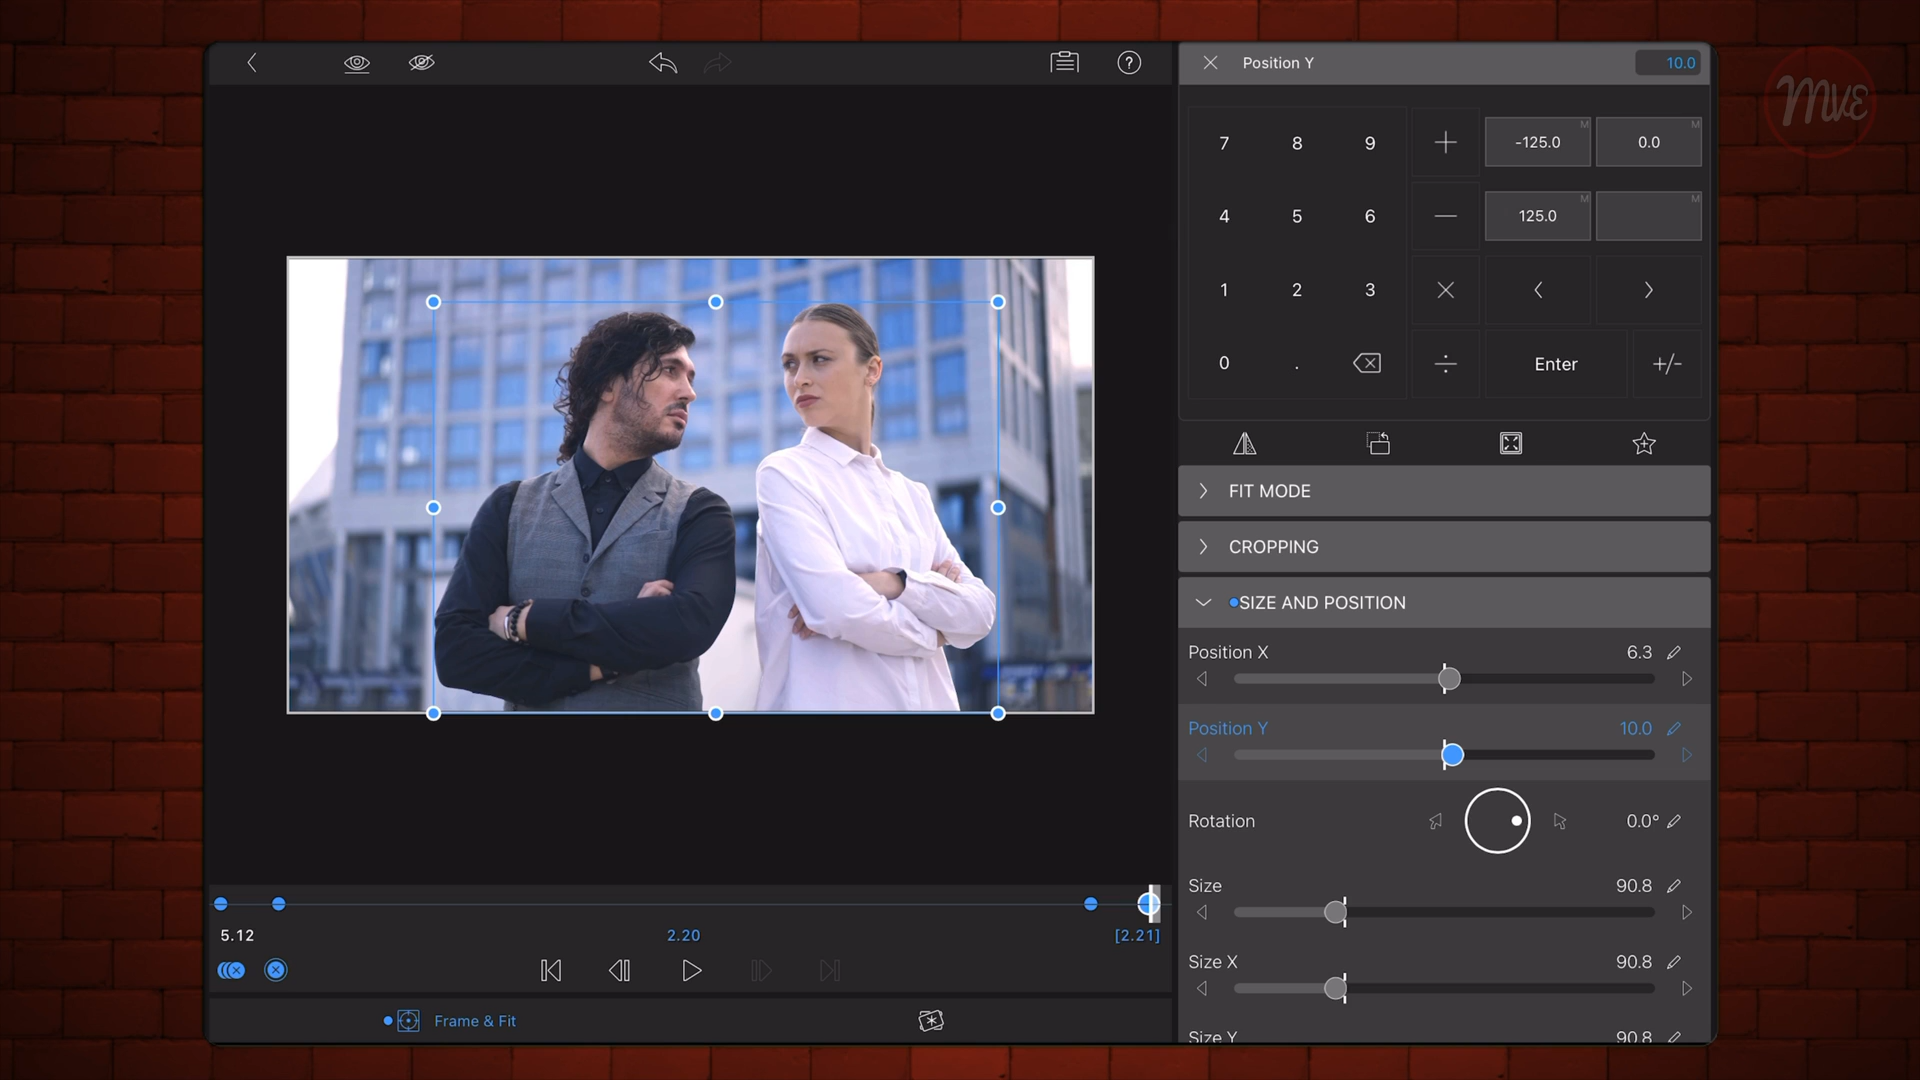 Position Y 10.0
MVE
7 8 9 -125.0 M 0.0 M
4 5 6 125.0 M M
1 2 3
0 . Enter +/-
FIT MODE
CROPPING
SIZE AND POSITION
Position X 6.3
Position Y 10.0
Rotation 0.0°
Size 90.8
Size X 90.8
Size Y 90.8
5.12 2.20 [2.21]
Frame & Fit